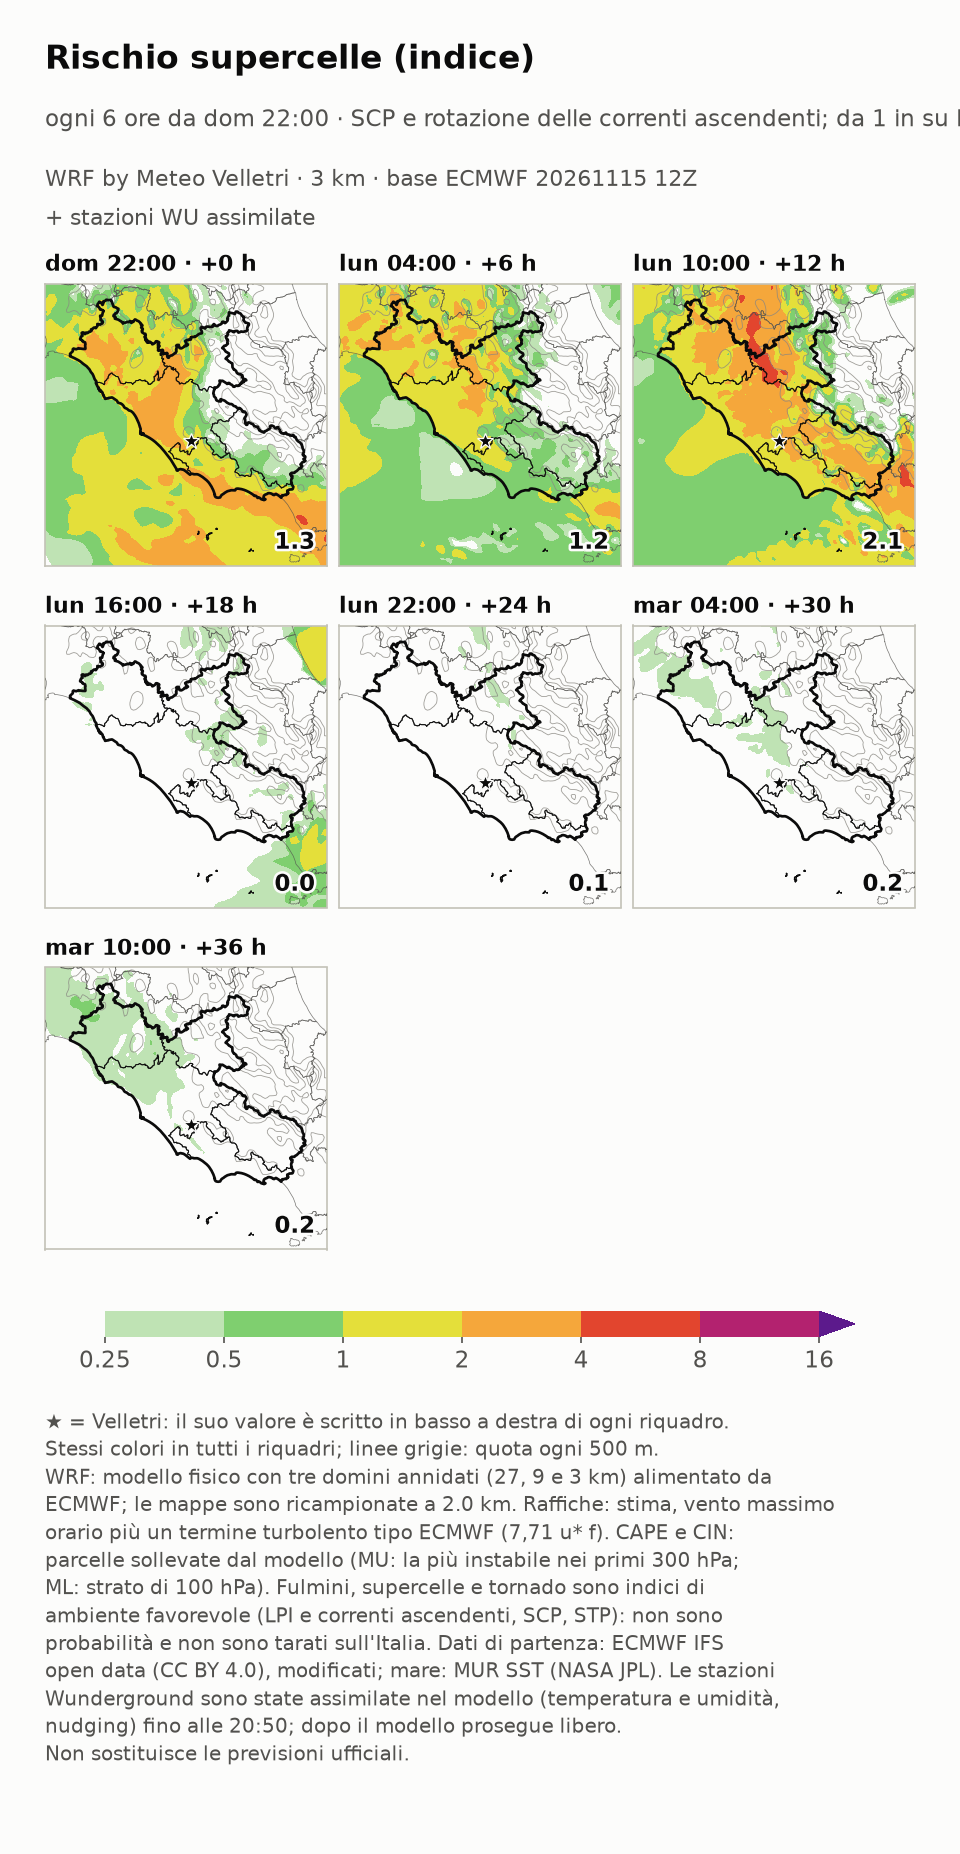 Rischio supercelle (indice)
ogni 6 ore da dom 22:00 · SCP e rotazione delle correnti ascendenti; da 1 in su
WRF by Meteo Velletri · 3 km · base ECMWF 20261115 12Z
+ stazioni WU assimilate
dom 22:00 · +0 h
lun 04:00 · +6 h
lun 10:00 · +12 h
1.3
1.2
2.1
lun 16:00 · +18 h
lun 22:00 · +24 h
mar 04:00 · +30 h
0.0
0.1
0.2
mar 10:00 · +36 h
0.2
0.25 0.5 1 2 4 8 16
★ = Velletri: il suo valore è scritto in basso a destra di ogni riquadro.
Stessi colori in tutti i riquadri; linee grigie: quota ogni 500 m.
WRF: modello fisico con tre domini annidati (27, 9 e 3 km) alimentato da
ECMWF; le mappe sono ricampionate a 2.0 km. Raffiche: stima, vento massimo
orario più un termine turbolento tipo ECMWF (7,71 u* f). CAPE e CIN:
parcelle sollevate dal modello (MU: la più instabile nei primi 300 hPa;
ML: strato di 100 hPa). Fulmini, supercelle e tornado sono indici di
ambiente favorevole (LPI e correnti ascendenti, SCP, STP): non sono
probabilità e non sono tarati sull'Italia. Dati di partenza: ECMWF IFS
open data (CC BY 4.0), modificati; mare: MUR SST (NASA JPL). Le stazioni
Wunderground sono state assimilate nel modello (temperatura e umidità,
nudging) fino alle 20:50; dopo il modello prosegue libero.
Non sostituisce le previsioni ufficiali.